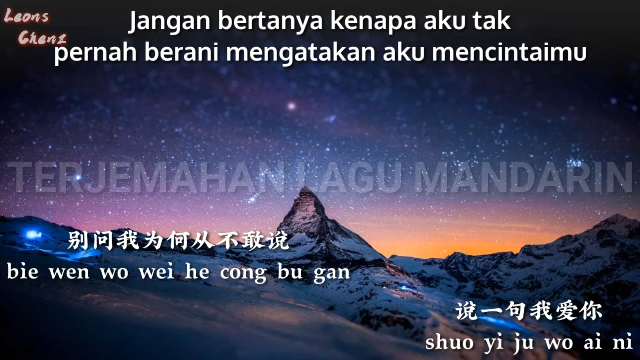 Leons
Chenz
Jangan bertanya kenapa aku tak
pernah berani mengatakan aku mencintaimu
TERJEMAHAN LAGU MANDARIN
别问我为何从不敢说
bie wen wo wei he cong bu gan
说一句我爱你
shuo yi ju wo ai ni